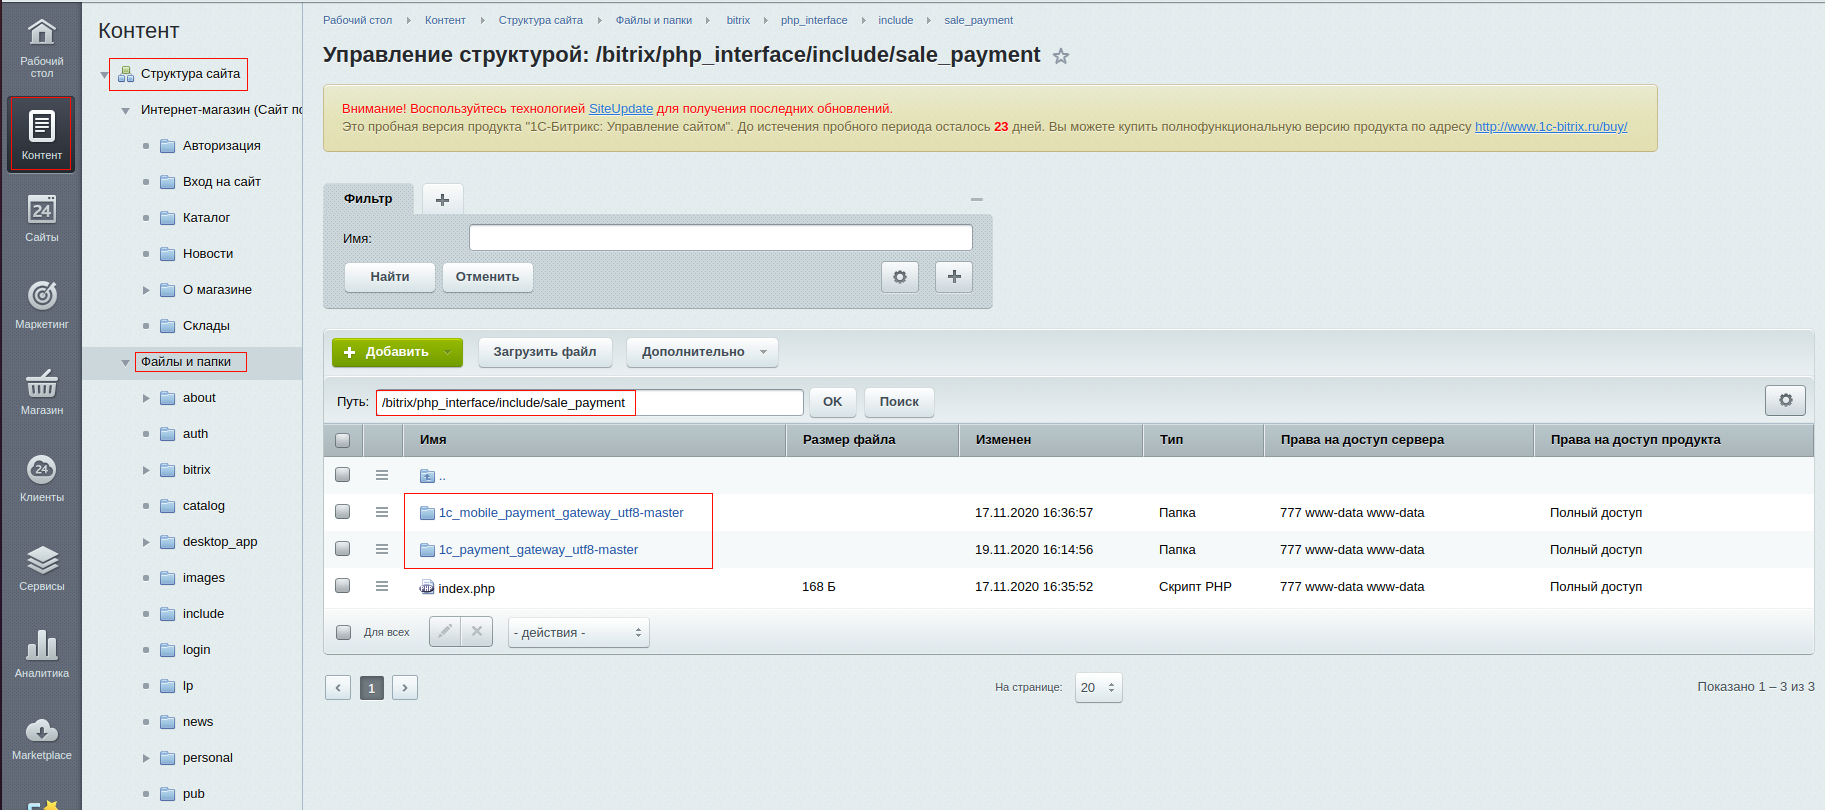 Рабочий стол
Контент
Сайты
Маркетинг
Магазин
Клиенты
Сервисы
Аналитика
Marketplace
24
24
Контент
Структура сайта
Интернет-магазин (Сайт по
Авторизация
Вход на сайт
Каталог
Новости
О магазине
Склады
Файлы и папки
about
auth
bitrix
catalog
desktop_app
images
include
login
lp
news
personal
pub
Рабочий стол Контент Структура сайта Файлы и папки bitrix php_interface include sale_payment
Управление структурой: /bitrix/php_interface/include/sale_payment
Внимание! Воспользуйтесь технологией SiteUpdate для получения последних обновлений.
Это пробная версия продукта "1С-Битрикс: Управление сайтом". До истечения пробного периода осталось 23 дней. Вы можете купить полнофункциональную версию продукта по адресу http://www.1c-bitrix.ru/buy/
Фильтр
Имя:
Найти Отменить
Добавить Загрузить файл Дополнительно
Путь: /bitrix/php_interface/include/sale_payment OK Поиск
Имя Размер файла Изменен Тип Права на доступ сервера Права на доступ продукта
..
1c_mobile_payment_gateway_utf8-master 17.11.2020 16:36:57 Папка 777 www-data www-data Полный доступ
1c_payment_gateway_utf8-master 19.11.2020 16:14:56 Папка 777 www-data www-data Полный доступ
index.php 168 Б 17.11.2020 16:35:52 Скрипт PHP 777 www-data www-data Полный доступ
Для всех - действия -
1 На странице: 20 Показано 1 – 3 из 3